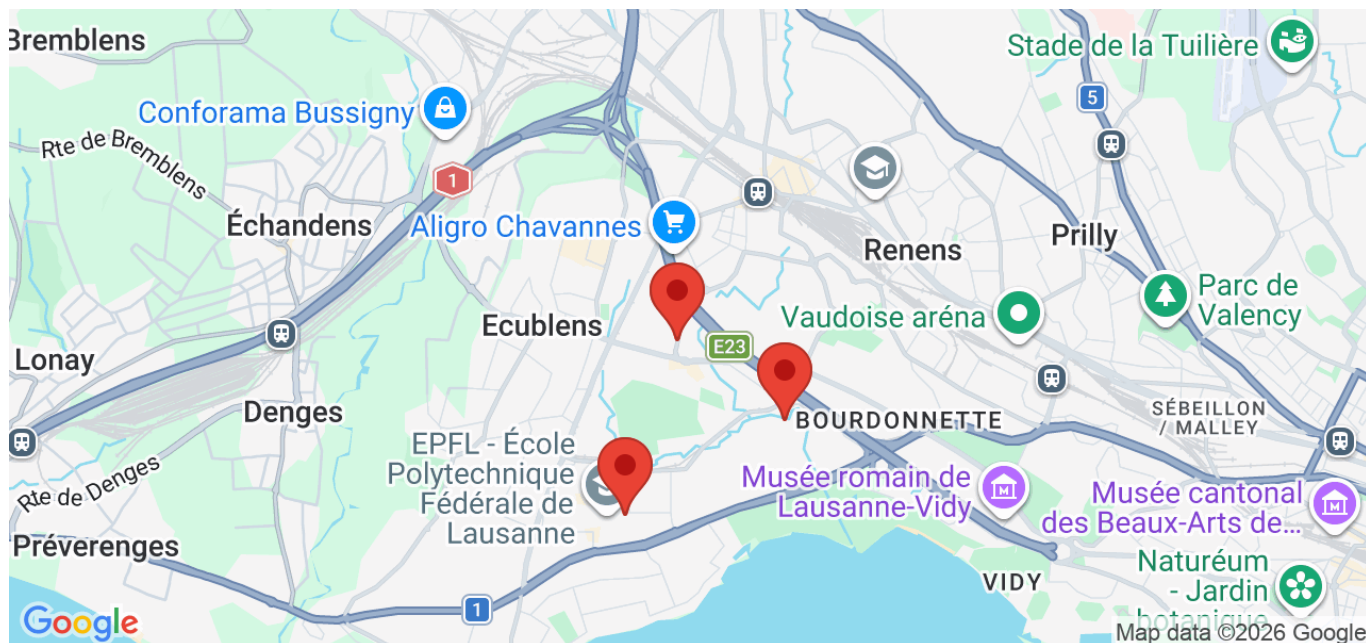 Bremblens
Stade de la Tuilière
Conforama Bussigny
5
Rte de Bremblens
1
Échandens
Aligro Chavannes
Renens
Prilly
Parc de
Valency
Ecublens
Vaudoise aréna
E23
Lonay
Denges
BOURDONNETTE
SÉBEILLON
/ MALLEY
EPFL - École
Polytechnique
Fédérale de
Lausanne
Rte de Denges
Musée romain de
Lausanne-Vidy
Musée cantonal
des Beaux-Arts de...
Préverenges
VIDY
Naturéum
- Jardin
botanique
1
Google
Map data ©2026 Google